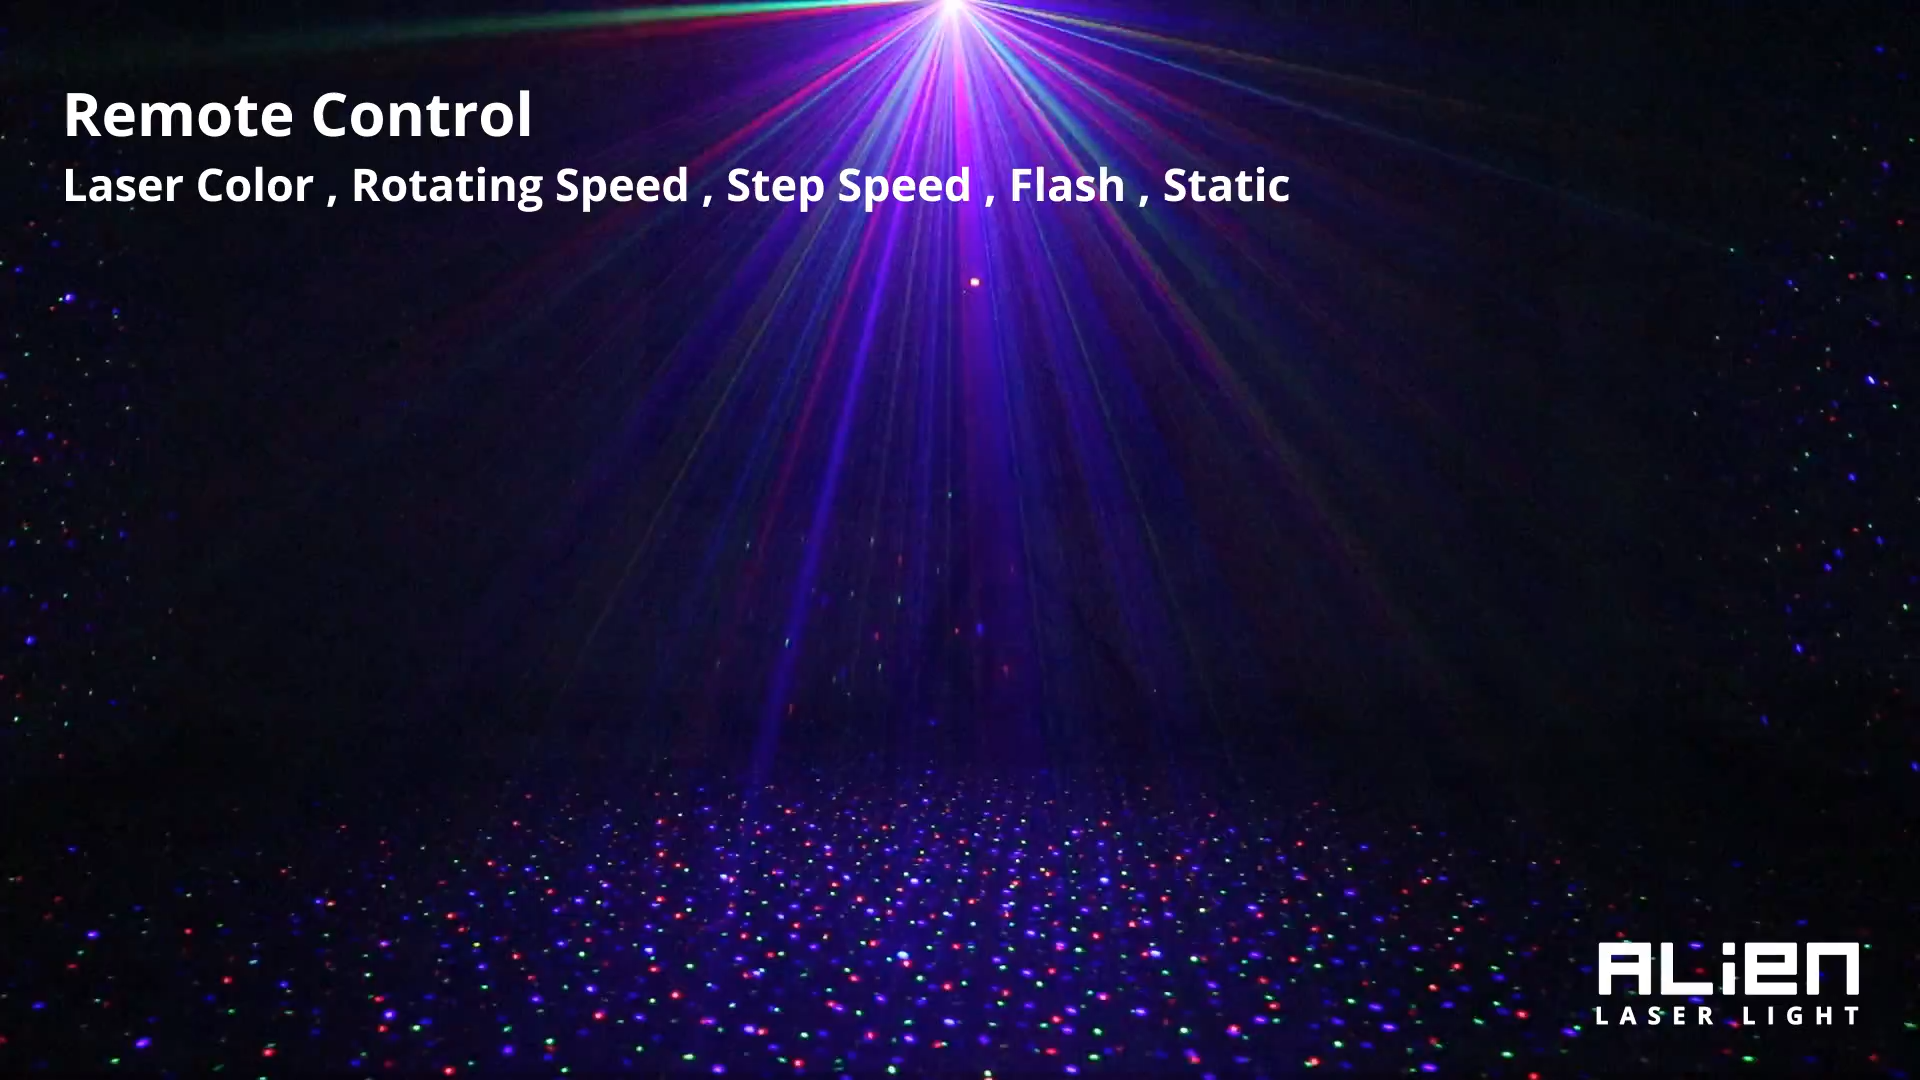 Remote Control
Laser Color , Rotating Speed , Step Speed , Flash , Static
ALiEN
LASER LIGHT